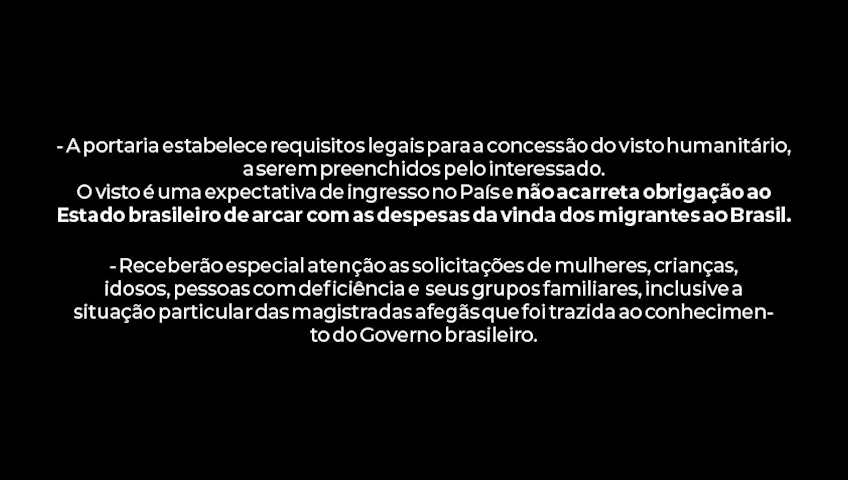 - A portaria estabelece requisitos legais para a concessão do visto humanitário,
a serem preenchidos pelo interessado.
O visto é uma expectativa de ingresso no País e não acarreta obrigação ao
Estado brasileiro de arcar com as despesas da vinda dos migrantes ao Brasil.
- Receberão especial atenção as solicitações de mulheres, crianças,
idosos, pessoas com deficiência e seus grupos familiares, inclusive a
situação particular das magistradas afegãs que foi trazida ao conhecimen-
to do Governo brasileiro.